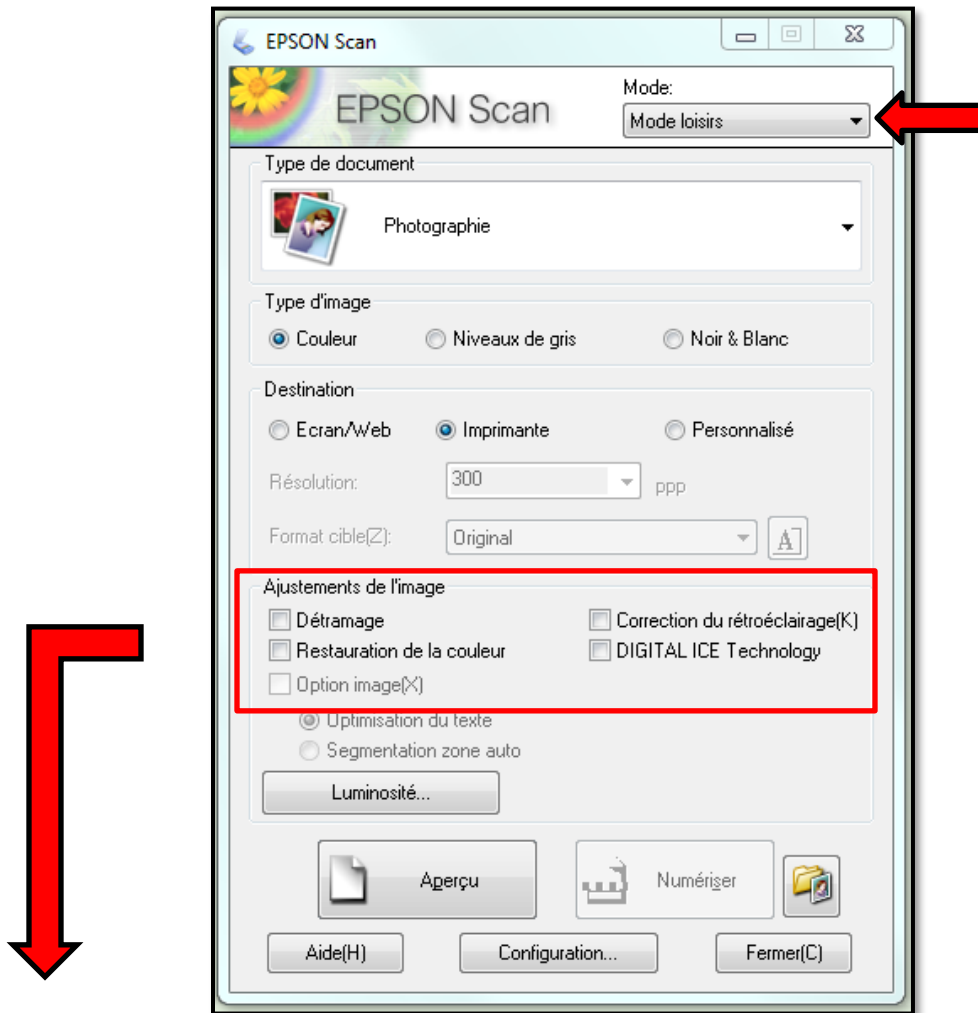 EPSON Scan
EPSON Scan
Mode:
Mode loisirs
Type de document
Photographie
Type d'image
Couleur Niveaux de gris Noir & Blanc
Destination
Ecran/Web Imprimante Personnalisé
Résolution: 300 ppp
Format cible(Z): Original A
Ajustements de l'image
Détramage Correction du rétroéclairage(K)
Restauration de la couleur DIGITAL ICE Technology
Option image(X)
Optimisation du texte
Segmentation zone auto
Luminosité...
Aperçu Numériser
Aide(H) Configuration... Fermer(C)